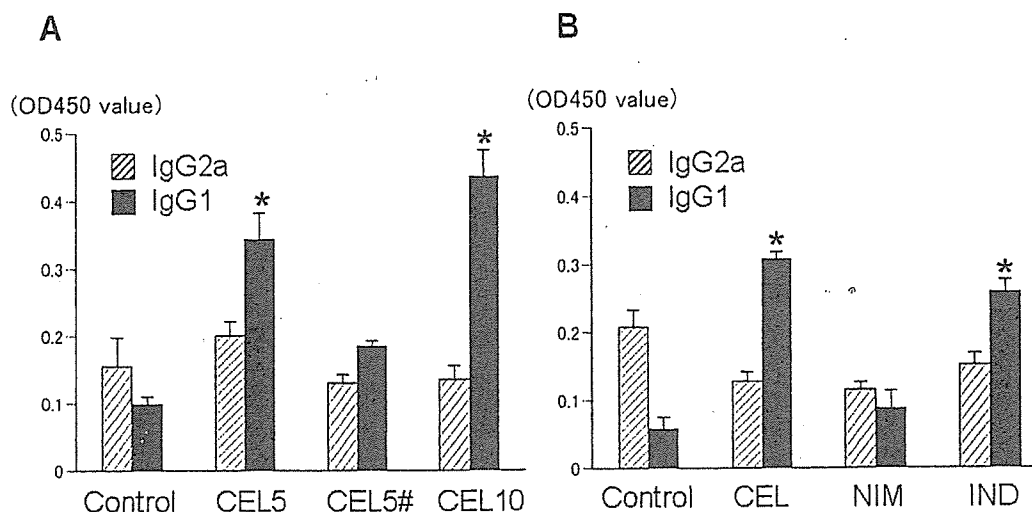 A
(OD450 value)
0.5
0.4
0.3
0.2
0.1
0
IgG2a
IgG1
*
*
Control CEL5 CEL5# CEL10
B
(OD450 value)
0.5
0.4
0.3
0.2
0.1
0
IgG2a
IgG1
*
*
Control CEL NIM IND